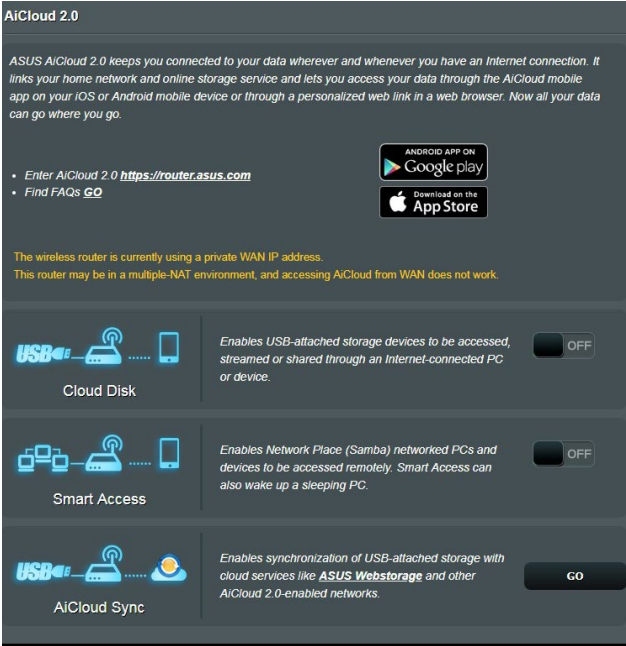 AiCloud 2.0
ASUS AiCloud 2.0 keeps you connected to your data wherever and whenever you have an Internet connection. It
links your home network and online storage service and lets you access your data through the AiCloud mobile
app on your iOS or Android mobile device or through a personalized web link in a web browser. Now all your data
can go where you go.
ANDROID APP ON
Google play
Download on the
App Store
• Enter AiCloud 2.0 https://router.asus.com
• Find FAQs GO
The wireless router is currently using a private WAN IP address.
This router may be in a multiple-NAT environment, and accessing AiCloud from WAN does not work.
USB
Cloud Disk
Enables USB-attached storage devices to be accessed,
streamed or shared through an Internet-connected PC
or device.
OFF
Smart Access
Enables Network Place (Samba) networked PCs and
devices to be accessed remotely. Smart Access can
also wake up a sleeping PC.
OFF
USB
AiCloud Sync
Enables synchronization of USB-attached storage with
cloud services like ASUS Webstorage and other
AiCloud 2.0-enabled networks.
GO